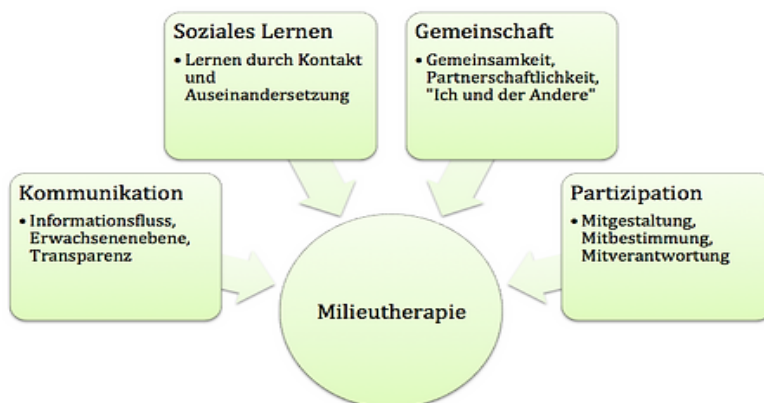 Soziales Lernen
• Lernen durch Kontakt
und
Auseinandersetzung
Gemeinschaft
• Gemeinsamkeit,
Partnerschaftlichkeit,
"Ich und der Andere"
Kommunikation
• Informationsfluss,
Erwachsenenebene,
Transparenz
Partizipation
• Mitgestaltung,
Mitbestimmung,
Mitverantwortung
Milieutherapie